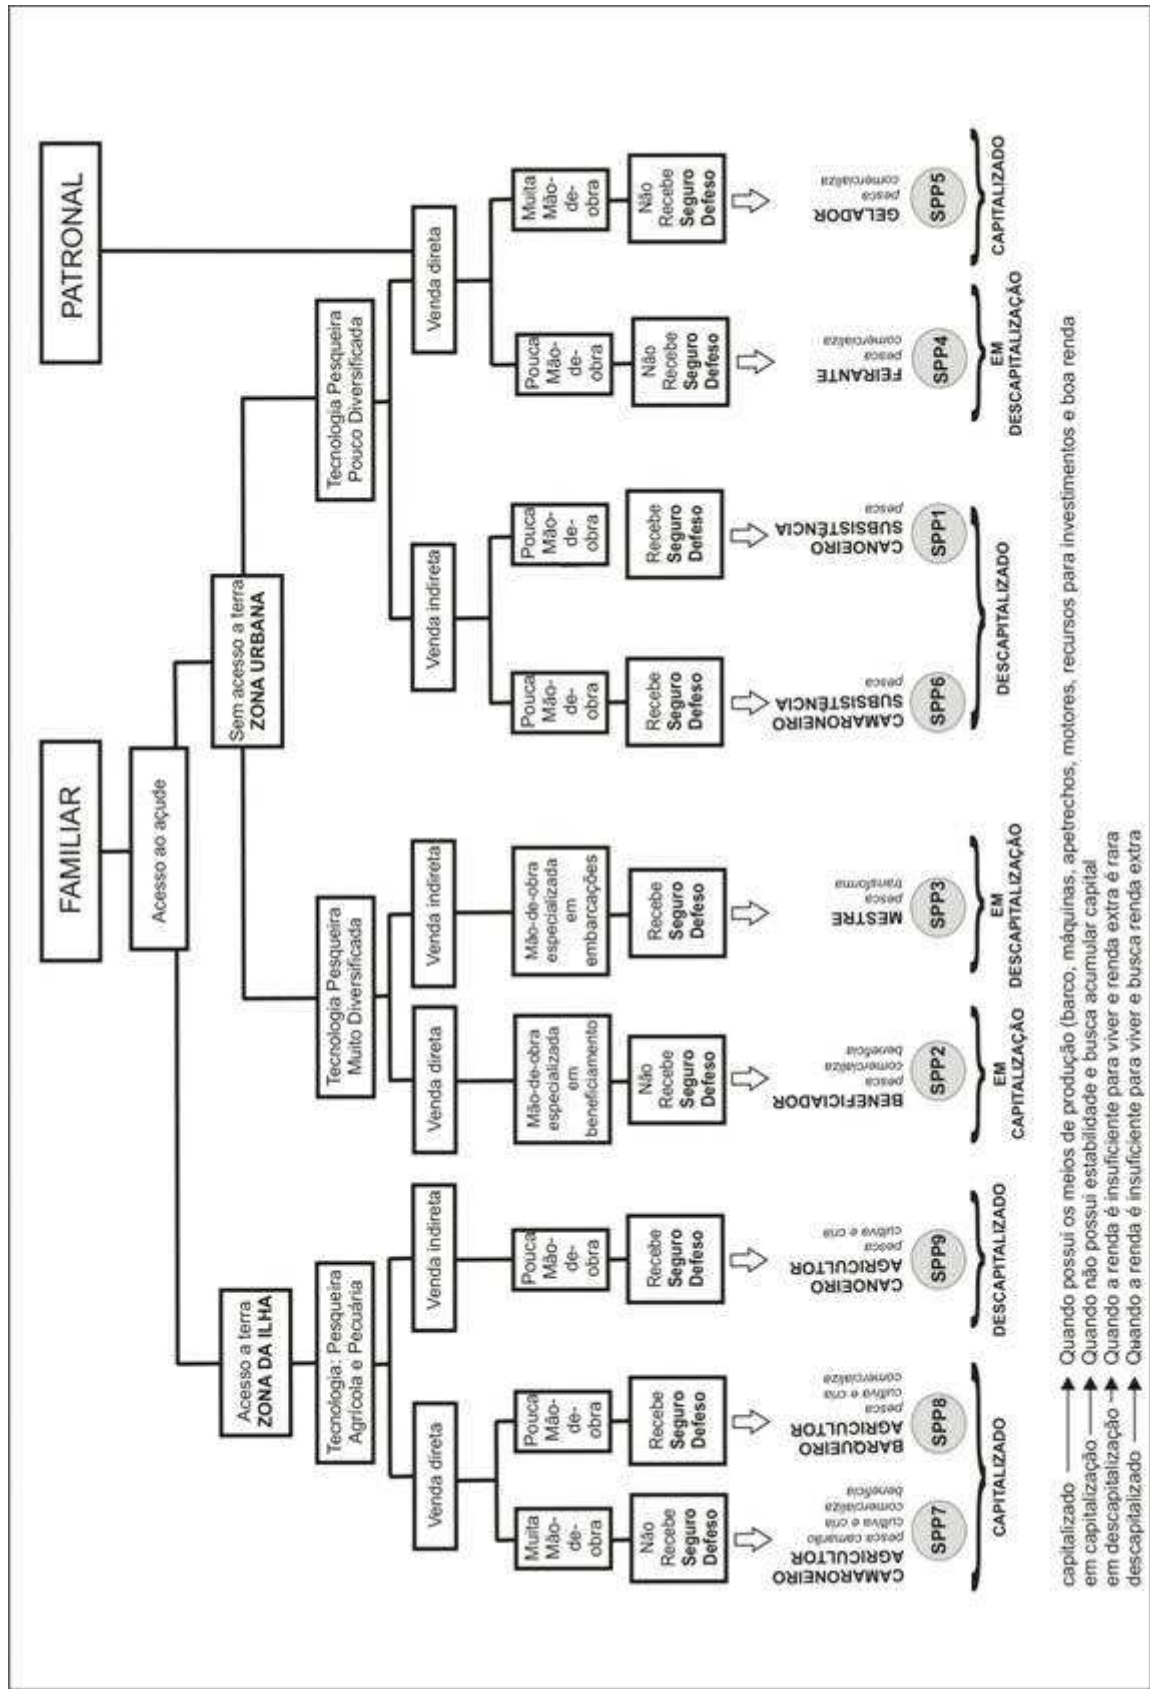 FAMILIAR
PATRONAL
Acesso ao açude
Acesso a terra
ZONA DA ILHA
Sem acesso a terra
ZONA URBANA
Tecnologia: Pesqueira
Agrícola e Pecuária
Tecnologia Pesqueira
Muito Diversificada
Tecnologia Pesqueira
Pouco Diversificada
Venda direta
Venda indireta
Venda direta
Venda indireta
Venda indireta
Venda direta
Muita
Mão-
de-
obra
Pouca
Mão-
de-
obra
Pouca
Mão-
de-
obra
Mão-de-obra
especializada
em
beneficiamento
Mão-de-obra
especializada
em
embarcações
Pouca
Mão-
de-
obra
Pouca
Mão-
de-
obra
Pouca
Mão-
de-
obra
Muita
Mão-
de-
obra
Não
Recebe
Seguro
Defeso
Recebe
Seguro
Defeso
Recebe
Seguro
Defeso
Não
Recebe
Seguro
Defeso
Recebe
Seguro
Defeso
Recebe
Seguro
Defeso
Recebe
Seguro
Defeso
Não
Recebe
Seguro
Defeso
Não
Recebe
Seguro
Defeso
CAMARONEIRO
AGRICULTOR
pesca camarão
cultiva e cria
comercializa
beneficia
BARQUEIRO
AGRICULTOR
pesca
cultiva e cria
comercializa
CANOEIRO
AGRICULTOR
pesca
cultiva e cria
BENEFICIADOR
pesca
comercializa
beneficia
MESTRE
pesca
transforma
CAMARONEIRO
SUBSISTÊNCIA
pesca
CANOEIRO
SUBSISTÊNCIA
pesca
FEIRANTE
pesca
comercializa
GELADOR
pesca
comercializa
SPP7
SPP8
SPP9
SPP2
SPP3
SPP6
SPP1
SPP4
SPP5
CAPITALIZADO
DESCAPITALIZADO
EM
CAPITALIZAÇÃO
EM
DESCAPITALIZAÇÃO
DESCAPITALIZADO
EM
DESCAPITALIZAÇÃO
CAPITALIZADO
capitalizado Quando possui os meios de produção (barco, máquinas, apetrechos, motores, recursos para investimentos e boa renda
em capitalização Quando não possui estabilidade e busca acumular capital
em descapitalização Quando a renda é insuficiente para viver e renda extra é rara
descapitalizado Quando a renda é insuficiente para viver e busca renda extra